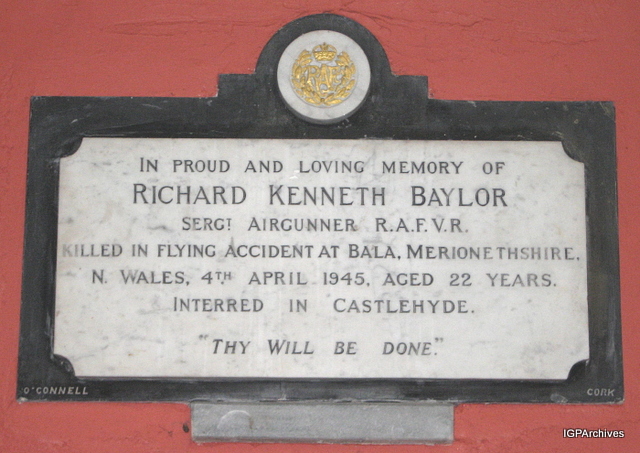 IN PROUD AND LOVING MEMORY OF
RICHARD KENNETH BAYLOR
SERGT AIRGUNNER R.A.F.V.R.
KILLED IN FLYING ACCIDENT AT BALA, MERIONETHSHIRE.
N. WALES, 4TH APRIL 1945, AGED 22 YEARS.
INTERRED IN CASTLEHYDE.
"THY WILL BE DONE."
O'CONNELL CORK
IGPArchives